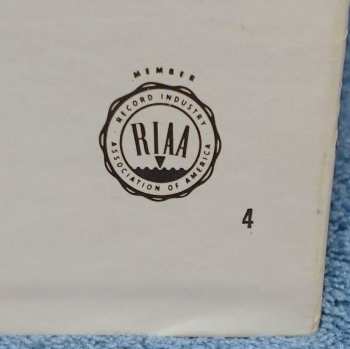 MEMBER
RECORD INDUSTRY
RIAA
ASSOCIATION OF AMERICA
4